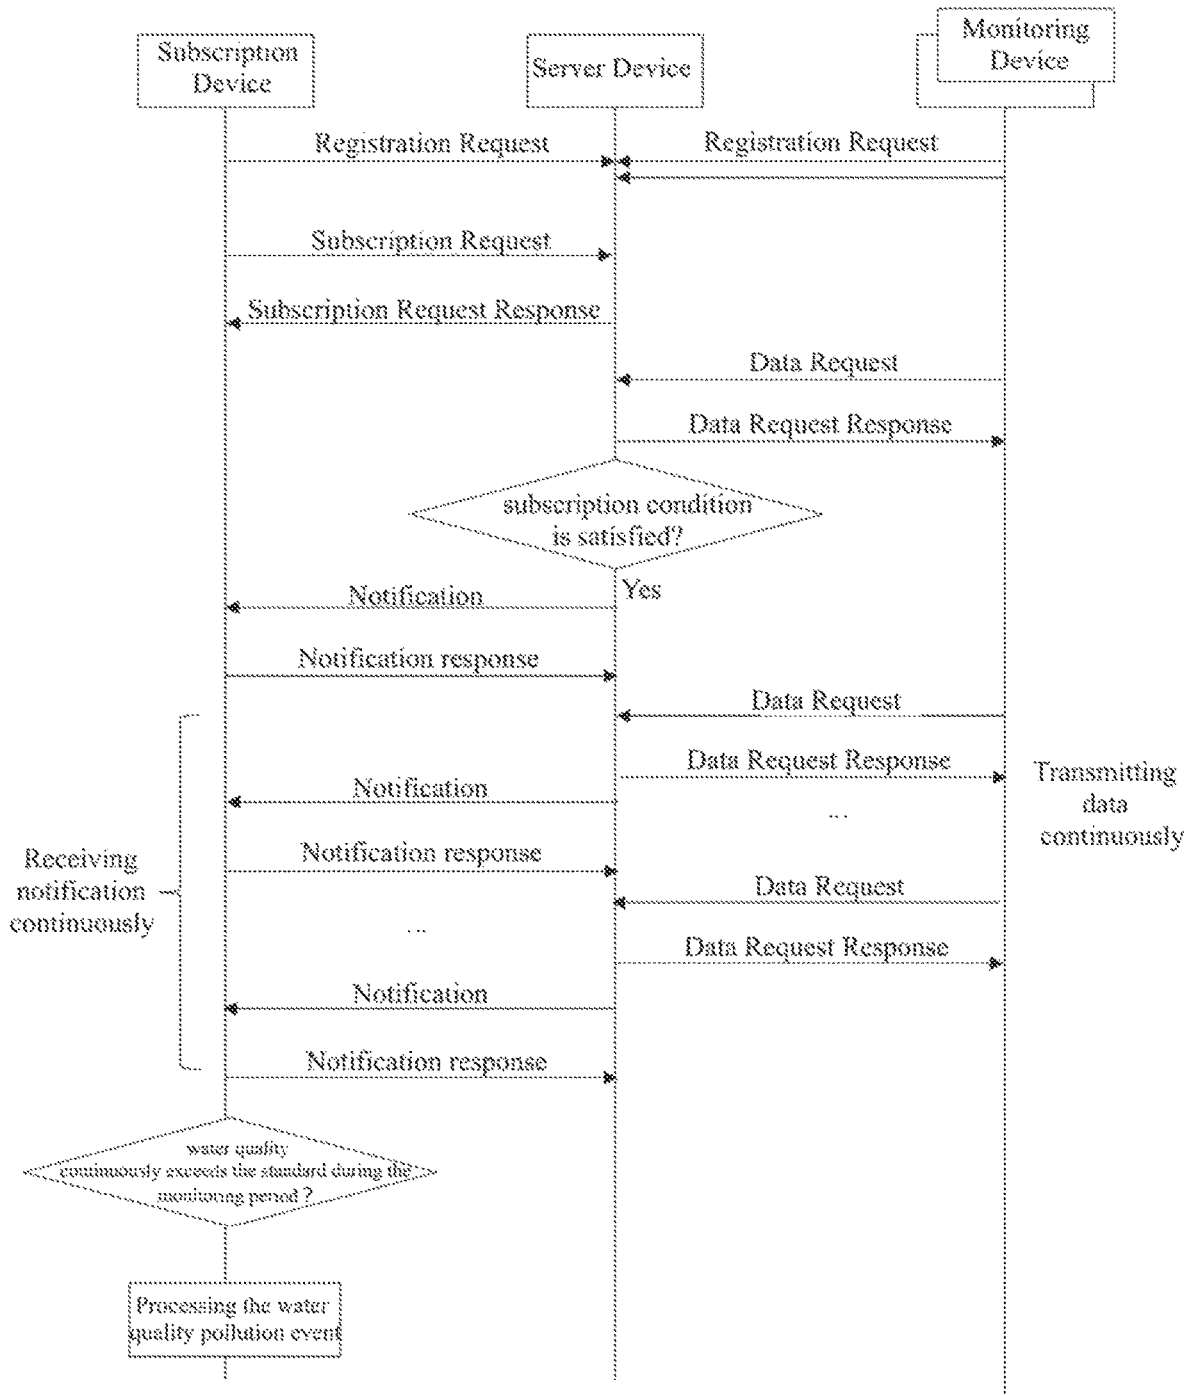 Subscription
Device
Server Device
Monitoring
Device
Registration Request
Registration Request
Subscription Request
Subscription Request Response
Data Request
Data Request Response
subscription condition
is satisfied?
Yes
Notification
Notification response
Data Request
Data Request Response
Transmitting
data
continuously
Notification
...
Notification response
Receiving
notification
continuously
Data Request
...
Data Request Response
Notification
Notification response
water quality
continuously exceeds the standard during the
monitoring period?
Processing the water
quality pollution event